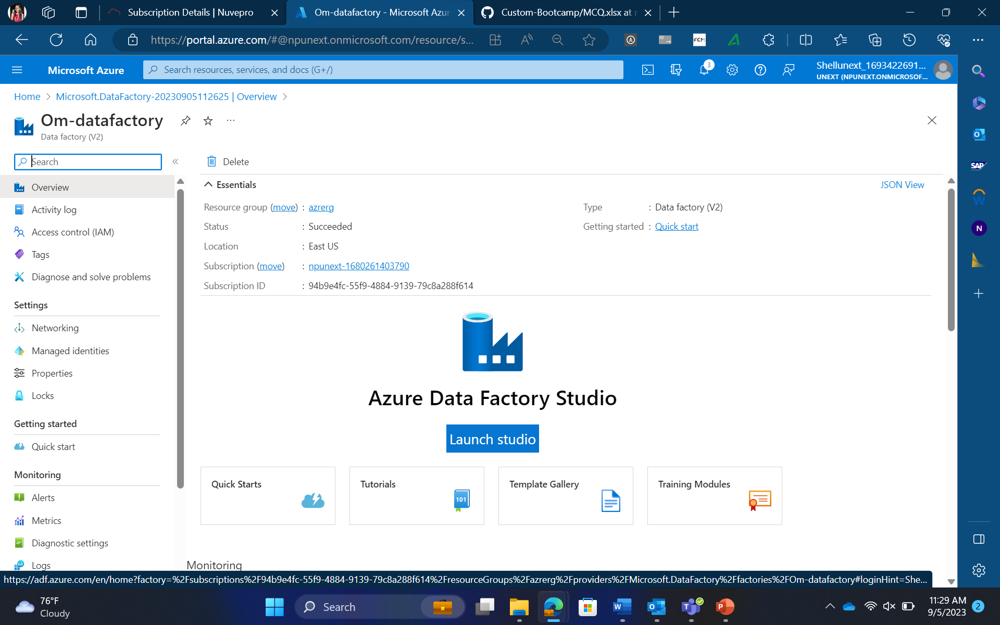 Subscription Details | Nuvepro
Om-datafactory - Microsoft Azur
Custom-Bootcamp/MCQ.xlsx at r
https://portal.azure.com/#@npunext.onmicrosoft.com/resource/s...
FCM
Microsoft Azure
Search resources, services, and docs (G+/)
3
Shellunext_1693422691...
UNEXT (NPUNEXT.ONMICROSOF...
Home > Microsoft.DataFactory-20230905112625 | Overview >
Om-datafactory
Data factory (V2)
Search
Delete
Overview
Activity log
Access control (IAM)
Tags
Diagnose and solve problems
Settings
Networking
Managed identities
Properties
Locks
Getting started
Quick start
Monitoring
Alerts
Metrics
Diagnostic settings
Logs
Essentials
JSON View
Resource group (move) : azrerg
Type : Data factory (V2)
Status : Succeeded
Getting started : Quick start
Location : East US
Subscription (move) : npunext-1680261403790
Subscription ID : 94b9e4fc-55f9-4884-9139-79c8a288f614
Azure Data Factory Studio
Launch studio
Quick Starts
Tutorials
101
Template Gallery
Training Modules
Monitoring
SAP
W
N
https://adf.azure.com/en/home?factory=%2Fsubscriptions%2F94b9e4fc-55f9-4884-9139-79c8a288f614%2FresourceGroups%2Fazrerg%2Fproviders%2FMicrosoft.DataFactory%2Ffactories%2FOm-datafactory#loginHint=She...
76°F
Cloudy
Search
11:29 AM
9/5/2023
2